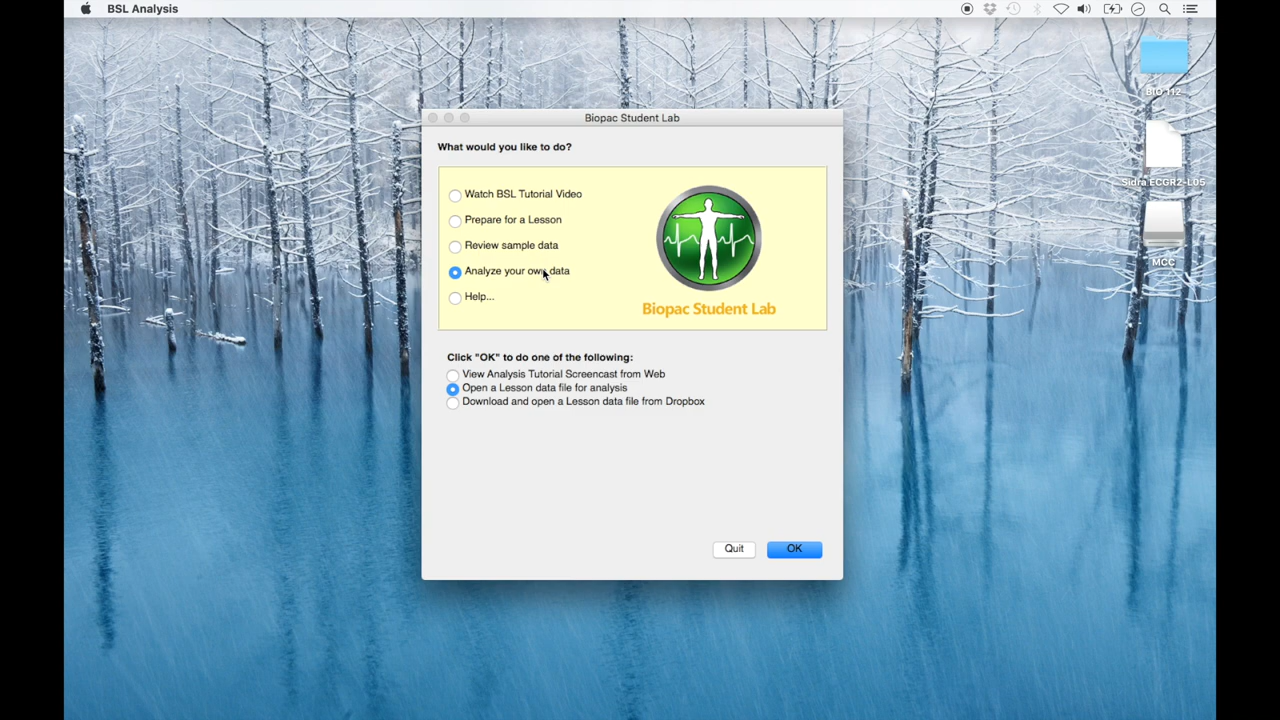 BSL Analysis
BIO 112
Sidra ECGR2-L05
MCC
Biopac Student Lab
What would you like to do?
Watch BSL Tutorial Video
Prepare for a Lesson
Review sample data
Analyze your own data
Help...
Biopac Student Lab
Click "OK" to do one of the following:
View Analysis Tutorial Screencast from Web
Open a Lesson data file for analysis
Download and open a Lesson data file from Dropbox
Quit
OK